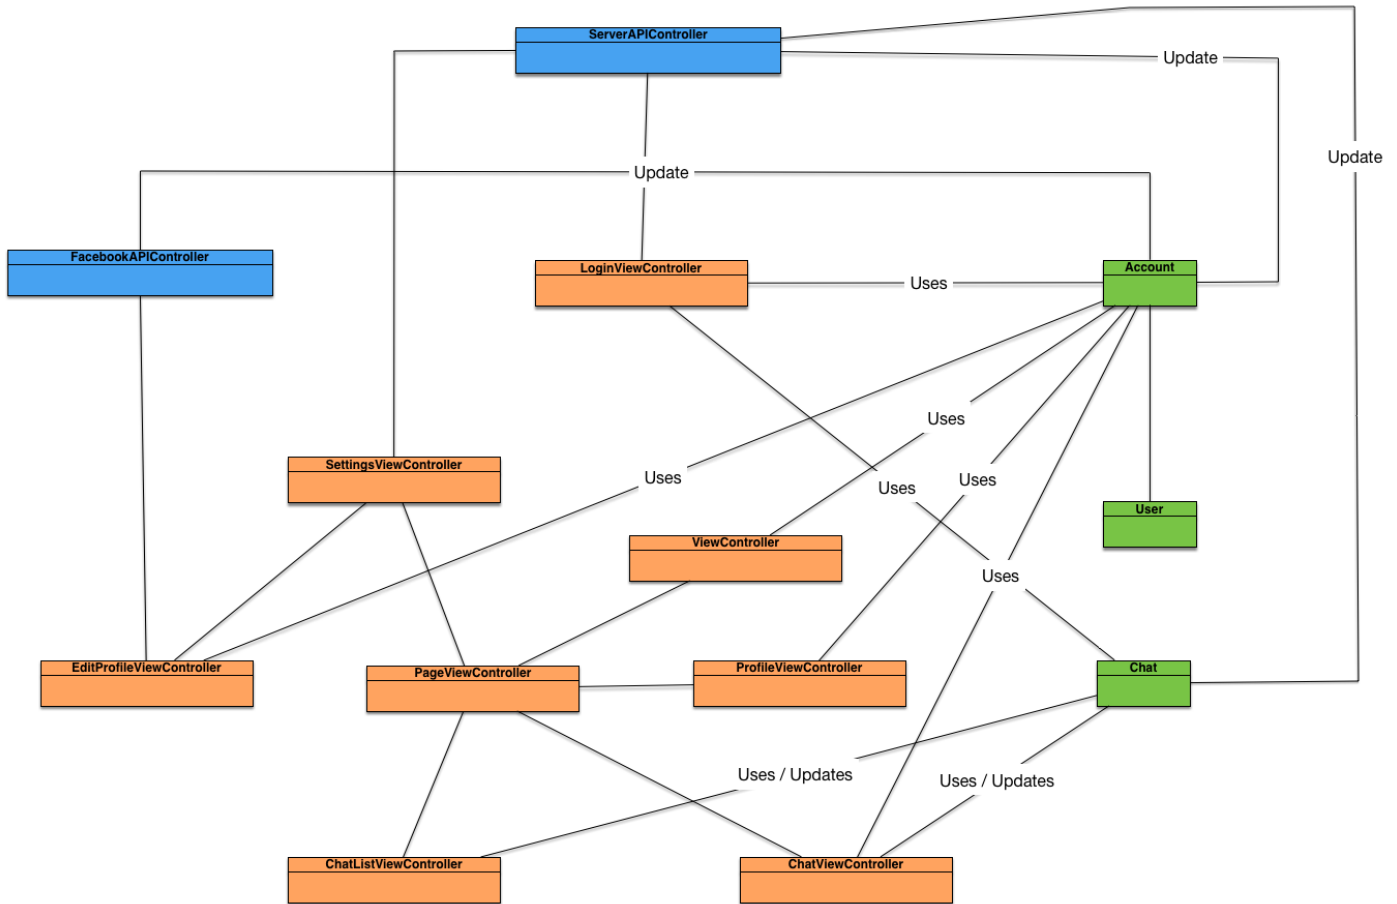 ServerAPIController
Update
Update
Update
FacebookAPIController
LoginViewController
Uses
Account
Uses
SettingsViewController
Uses
Uses
Uses
User
ViewController
Uses
EditProfileViewController
PageViewController
ProfileViewController
Chat
Uses / Updates
Uses / Updates
ChatListViewController
ChatViewController